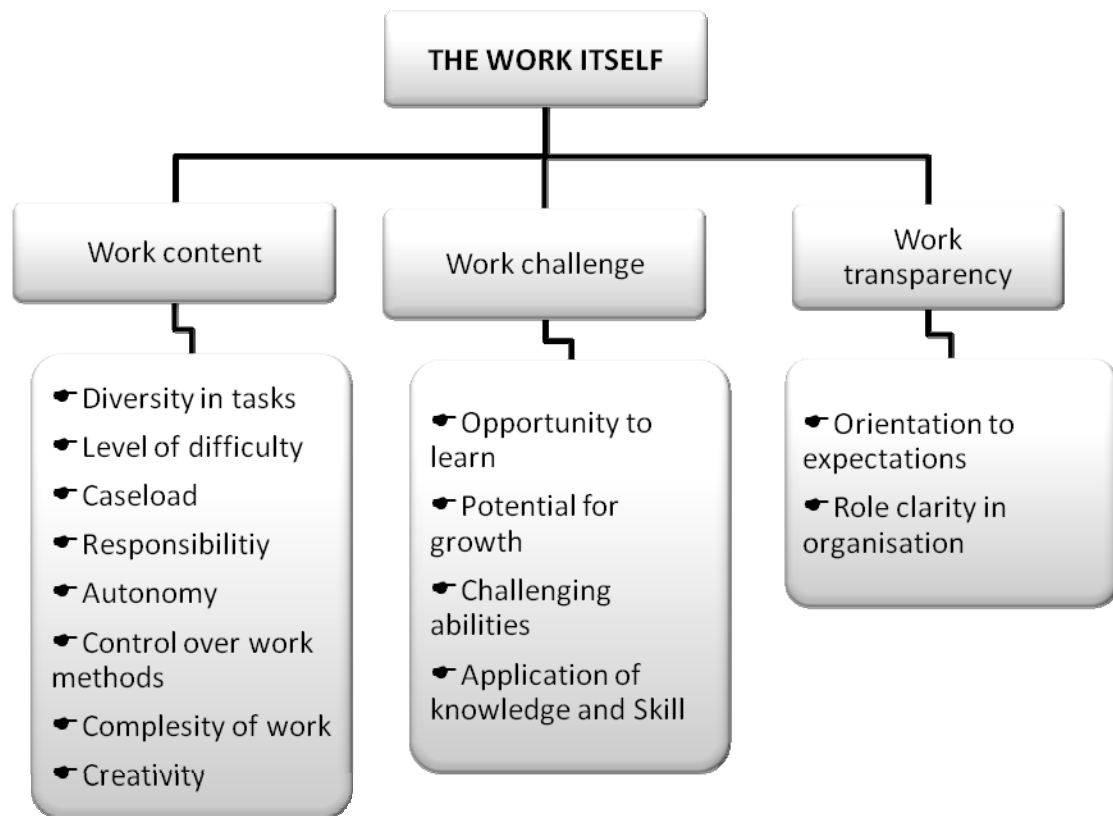 THE WORK ITSELF
Work content
☛ Diversity in tasks
☛ Level of difficulty
☛ Caseload
☛ Responsibilitiy
☛ Autonomy
☛ Control over work
methods
☛ Complesity of work
☛ Creativity
Work challenge
☛ Opportunity to
learn
☛ Potential for
growth
☛ Challenging
abilities
☛ Application of
knowledge and Skill
Work
transparency
☛ Orientation to
expectations
☛ Role clarity in
organisation